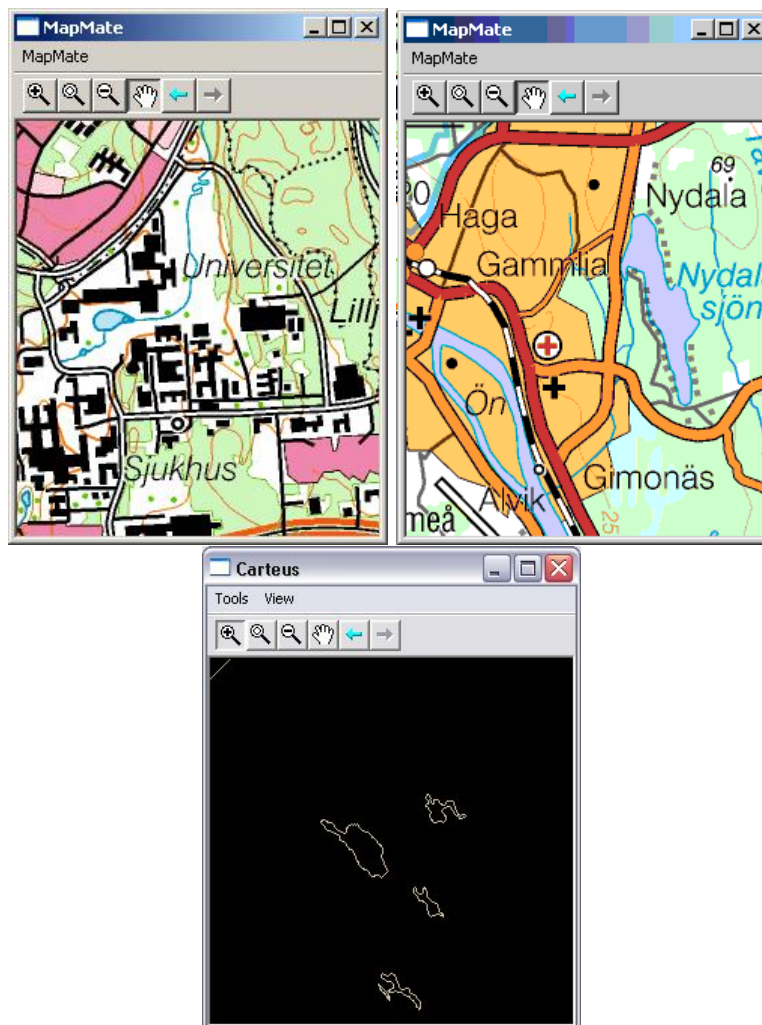 MapMate
MapMate
Universitet
Lillj
Sjukhus
MapMate
MapMate
69
Nydala
20
Haga
Gammlia
Nydala
sjön
Ön
Gimonäs
Alvik
meå
25
Carteus
Tools View